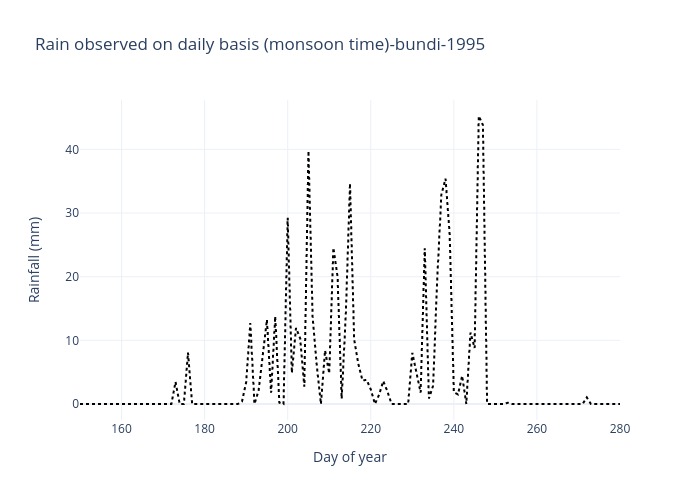 Rain observed on daily basis (monsoon time)-bundi-1995
Rainfall (mm)
40
30
20
10
0
160 180 200 220 240 260 280
Day of year